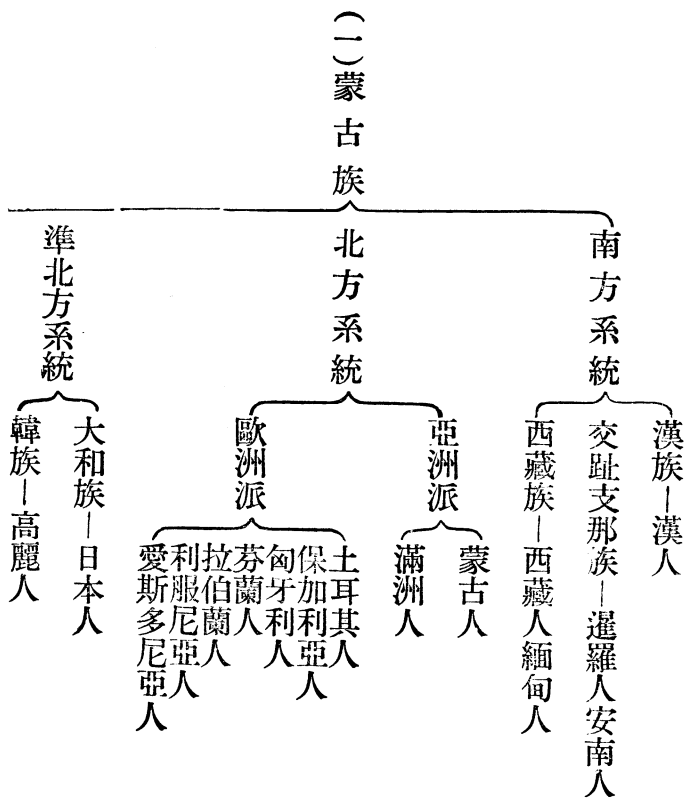 (一)蒙古族
南方系統
漢族—漢人
交趾支那族—暹羅人安南人
西藏族—西藏人緬甸人
北方系統
亞洲派
蒙古人
滿洲人
歐洲派
土耳其人
保加利亞人
匈牙利人
芬蘭人
拉伯蘭人
利服尼亞人
愛斯多尼亞人
準北方系統
大和族—日本人
韓族—高麗人